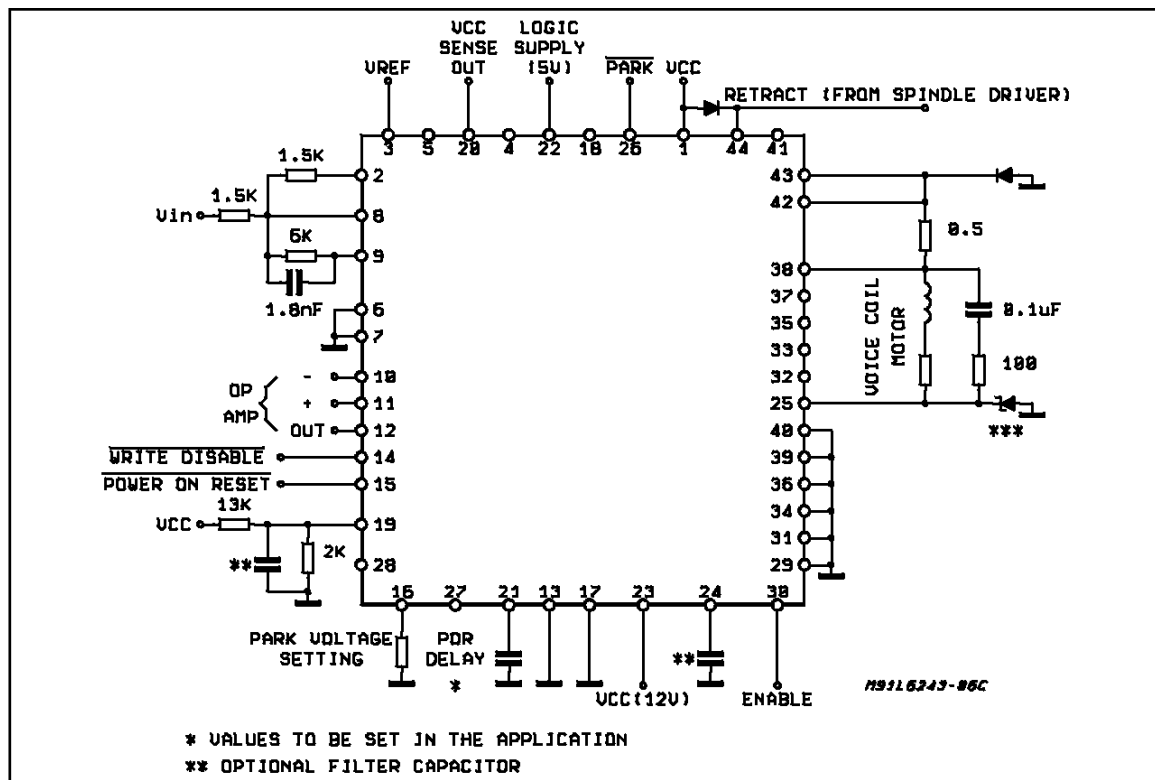 VCC SENSE OUT
LOGIC SUPPLY (5V)
VREF
PARK
VCC
RETRACT (FROM SPINDLE DRIVER)
3 5 20 4 22 18 26 1 44 41
1.5K
2
43
1.5K
42
Vin
8
0.5
6K
9
38
1.8nF
37
6
0.1uF
35
7
VOICE COIL MOTOR
33
100
OP AMP
-
10
32
+
11
25
***
OUT
12
40
WRITE DISABLE
14
39
POWER ON RESET
15
36
13K
34
VCC
19
31
**
2K
28
29
16 27 21 13 17 23 24 30
PARK VOLTAGE SETTING
POR DELAY
*
**
VCC(12V)
ENABLE
M91L6243-06C
* VALUES TO BE SET IN THE APPLICATION
** OPTIONAL FILTER CAPACITOR